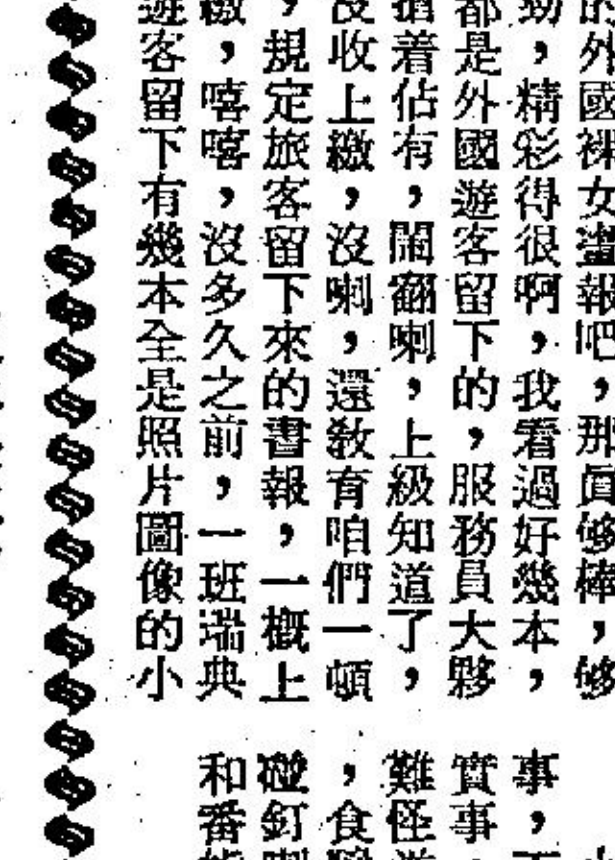 的外國裸女畫報吧，那眞够棒，够
勁，精彩得很啊，我看過好幾本，
都是外國遊客留下的，服務員大夥
搶着佔有，鬧翻喇，上級知道了，
沒收上繳，沒喇，還教育咱們一頓
，規定旅客留下來的書報，一概上
繳，嘻嘻，沒多久之前，一班瑞典
遊客留下有幾本全是照片圖像的小
事，
實事，
難怪
，食
碰釘
和番